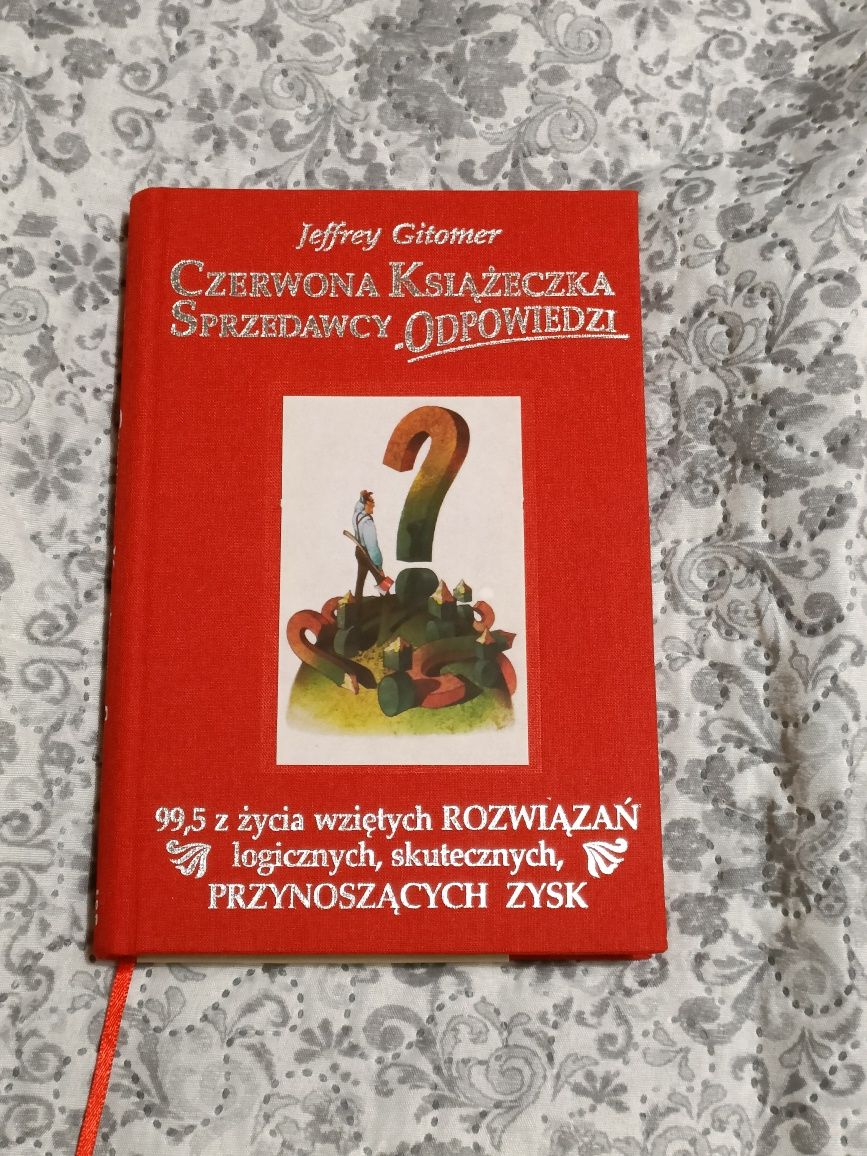 Jeffrey Gitomer
CZERWONA KSIĄŻECZKA
SPRZEDAWCY ODPOWIEDZI
99,5 z życia wziętych ROZWIĄZAŃ
logicznych, skutecznych,
PRZYNOSZĄCYCH ZYSK